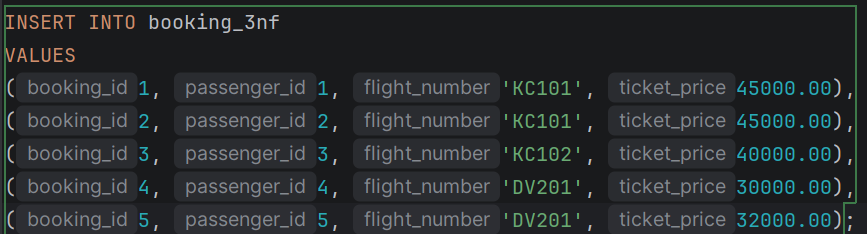 INSERT INTO booking_3nf
VALUES
( booking_id 1, passenger_id 1, flight_number 'KC101', ticket_price 45000.00),
( booking_id 2, passenger_id 2, flight_number 'KC101', ticket_price 45000.00),
( booking_id 3, passenger_id 3, flight_number 'KC102', ticket_price 40000.00),
( booking_id 4, passenger_id 4, flight_number 'DV201', ticket_price 30000.00),
( booking_id 5, passenger_id 5, flight_number 'DV201', ticket_price 32000.00);